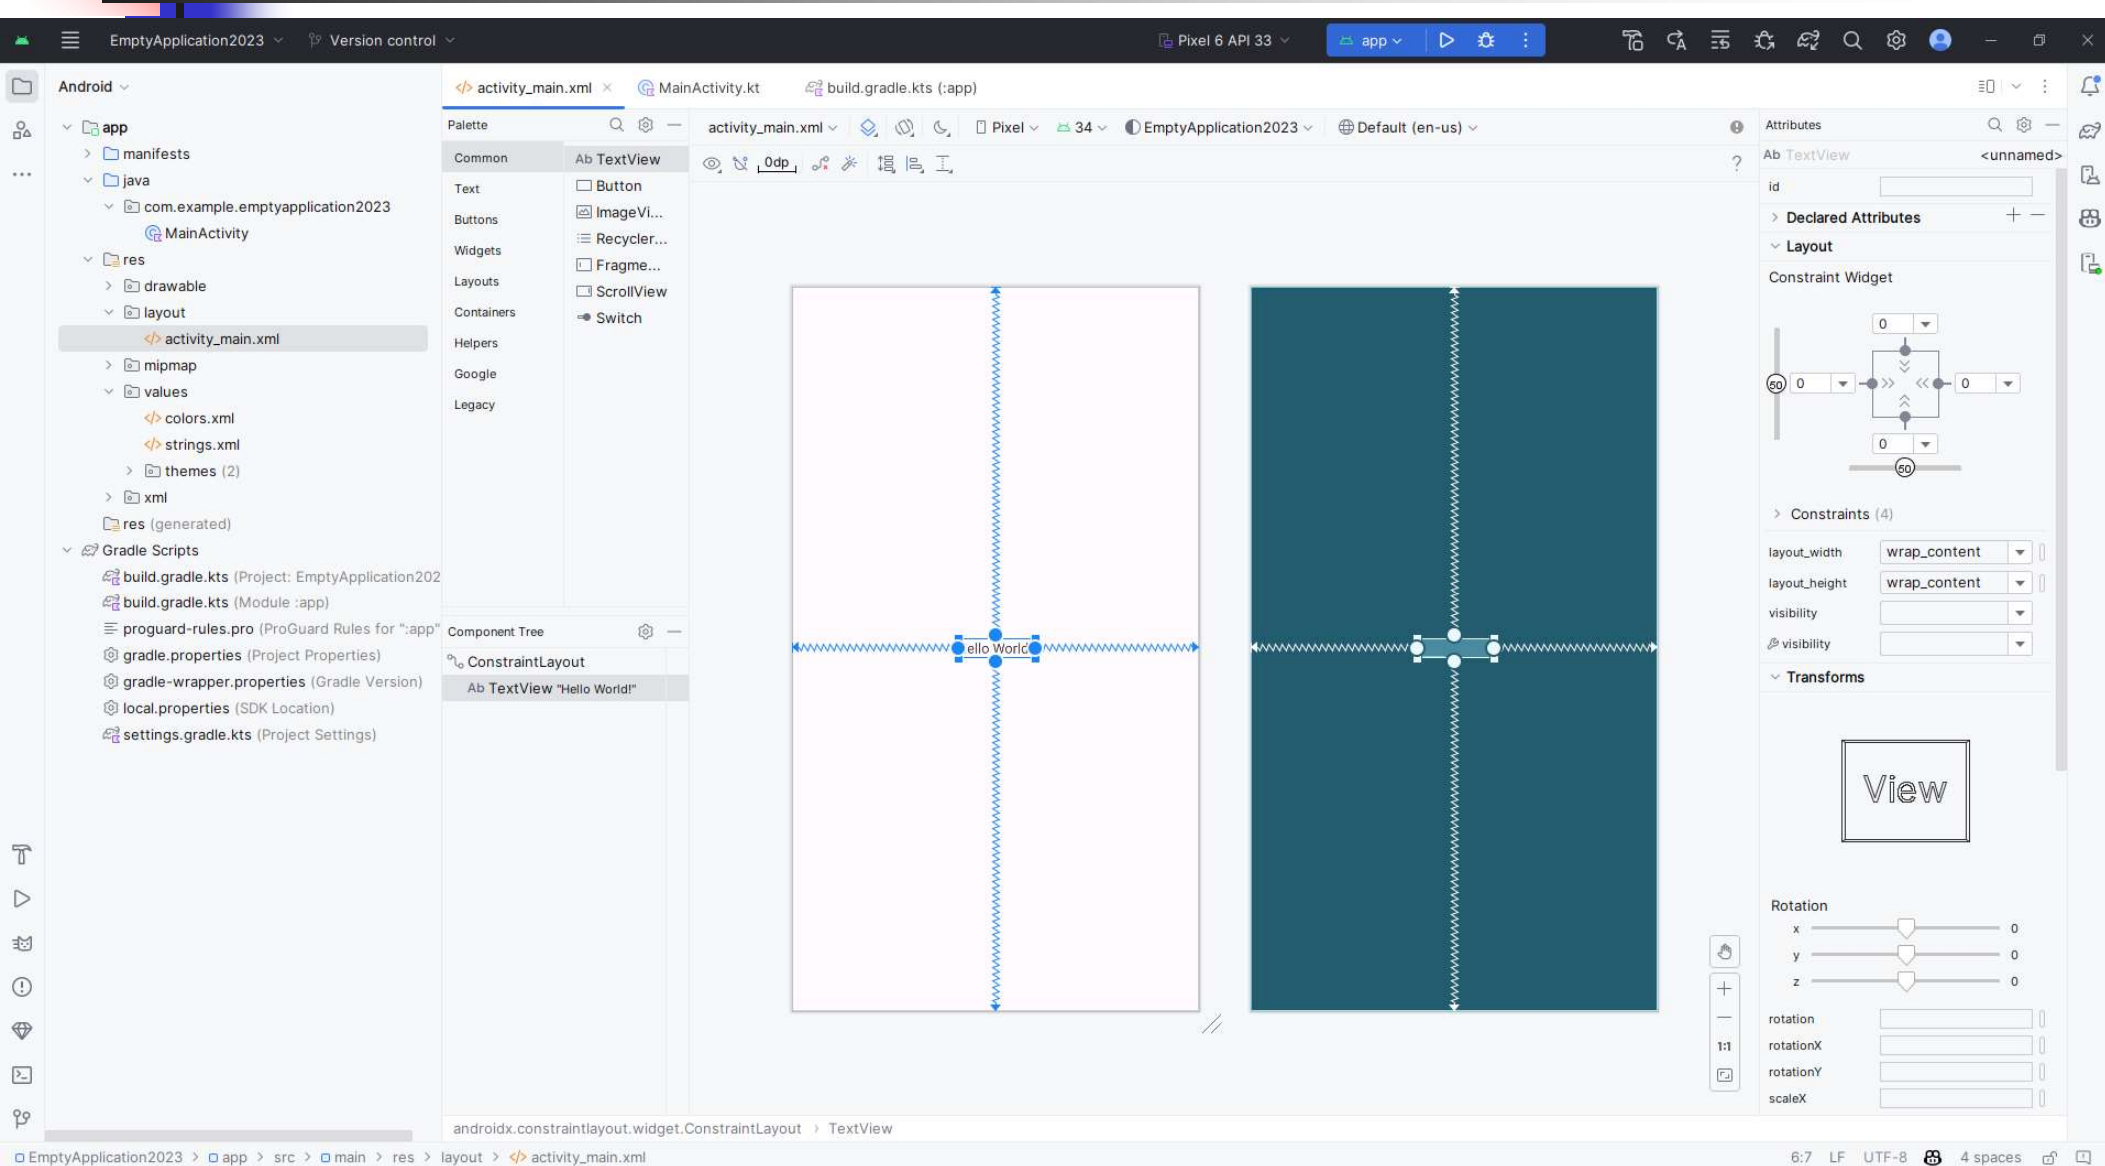 EmptyApplication2023
Version control
Pixel 6 API 33
app
Android
activity_main.xml
MainActivity.kt
build.gradle.kts (:app)
app
manifests
java
com.example.emptyapplication2023
MainActivity
res
drawable
layout
activity_main.xml
mipmap
values
colors.xml
strings.xml
themes (2)
xml
res (generated)
Gradle Scripts
build.gradle.kts (Project: EmptyApplication202
build.gradle.kts (Module :app)
proguard-rules.pro (ProGuard Rules for ":app"
gradle.properties (Project Properties)
gradle-wrapper.properties (Gradle Version)
local.properties (SDK Location)
settings.gradle.kts (Project Settings)
Palette
Common
Text
Buttons
Widgets
Layouts
Containers
Helpers
Google
Legacy
Ab TextView
Button
ImageVi...
Recycler...
Fragme...
ScrollView
Switch
Component Tree
ConstraintLayout
Ab TextView "Hello World!"
activity_main.xml
Pixel
34
EmptyApplication2023
Default (en-us)
0dp
?
ello World
1:1
Attributes
Ab TextView <unnamed>
id
Declared Attributes
Layout
Constraint Widget
0
50 0 0
0
50
Constraints (4)
layout_width wrap_content
layout_height wrap_content
visibility
visibility
Transforms
View
Rotation
x 0
y 0
z 0
rotation
rotationX
rotationY
scaleX
androidx.constraintlayout.widget.ConstraintLayout > TextView
EmptyApplication2023 > app > src > main > res > layout > activity_main.xml
6:7 LF UTF-8 4 spaces